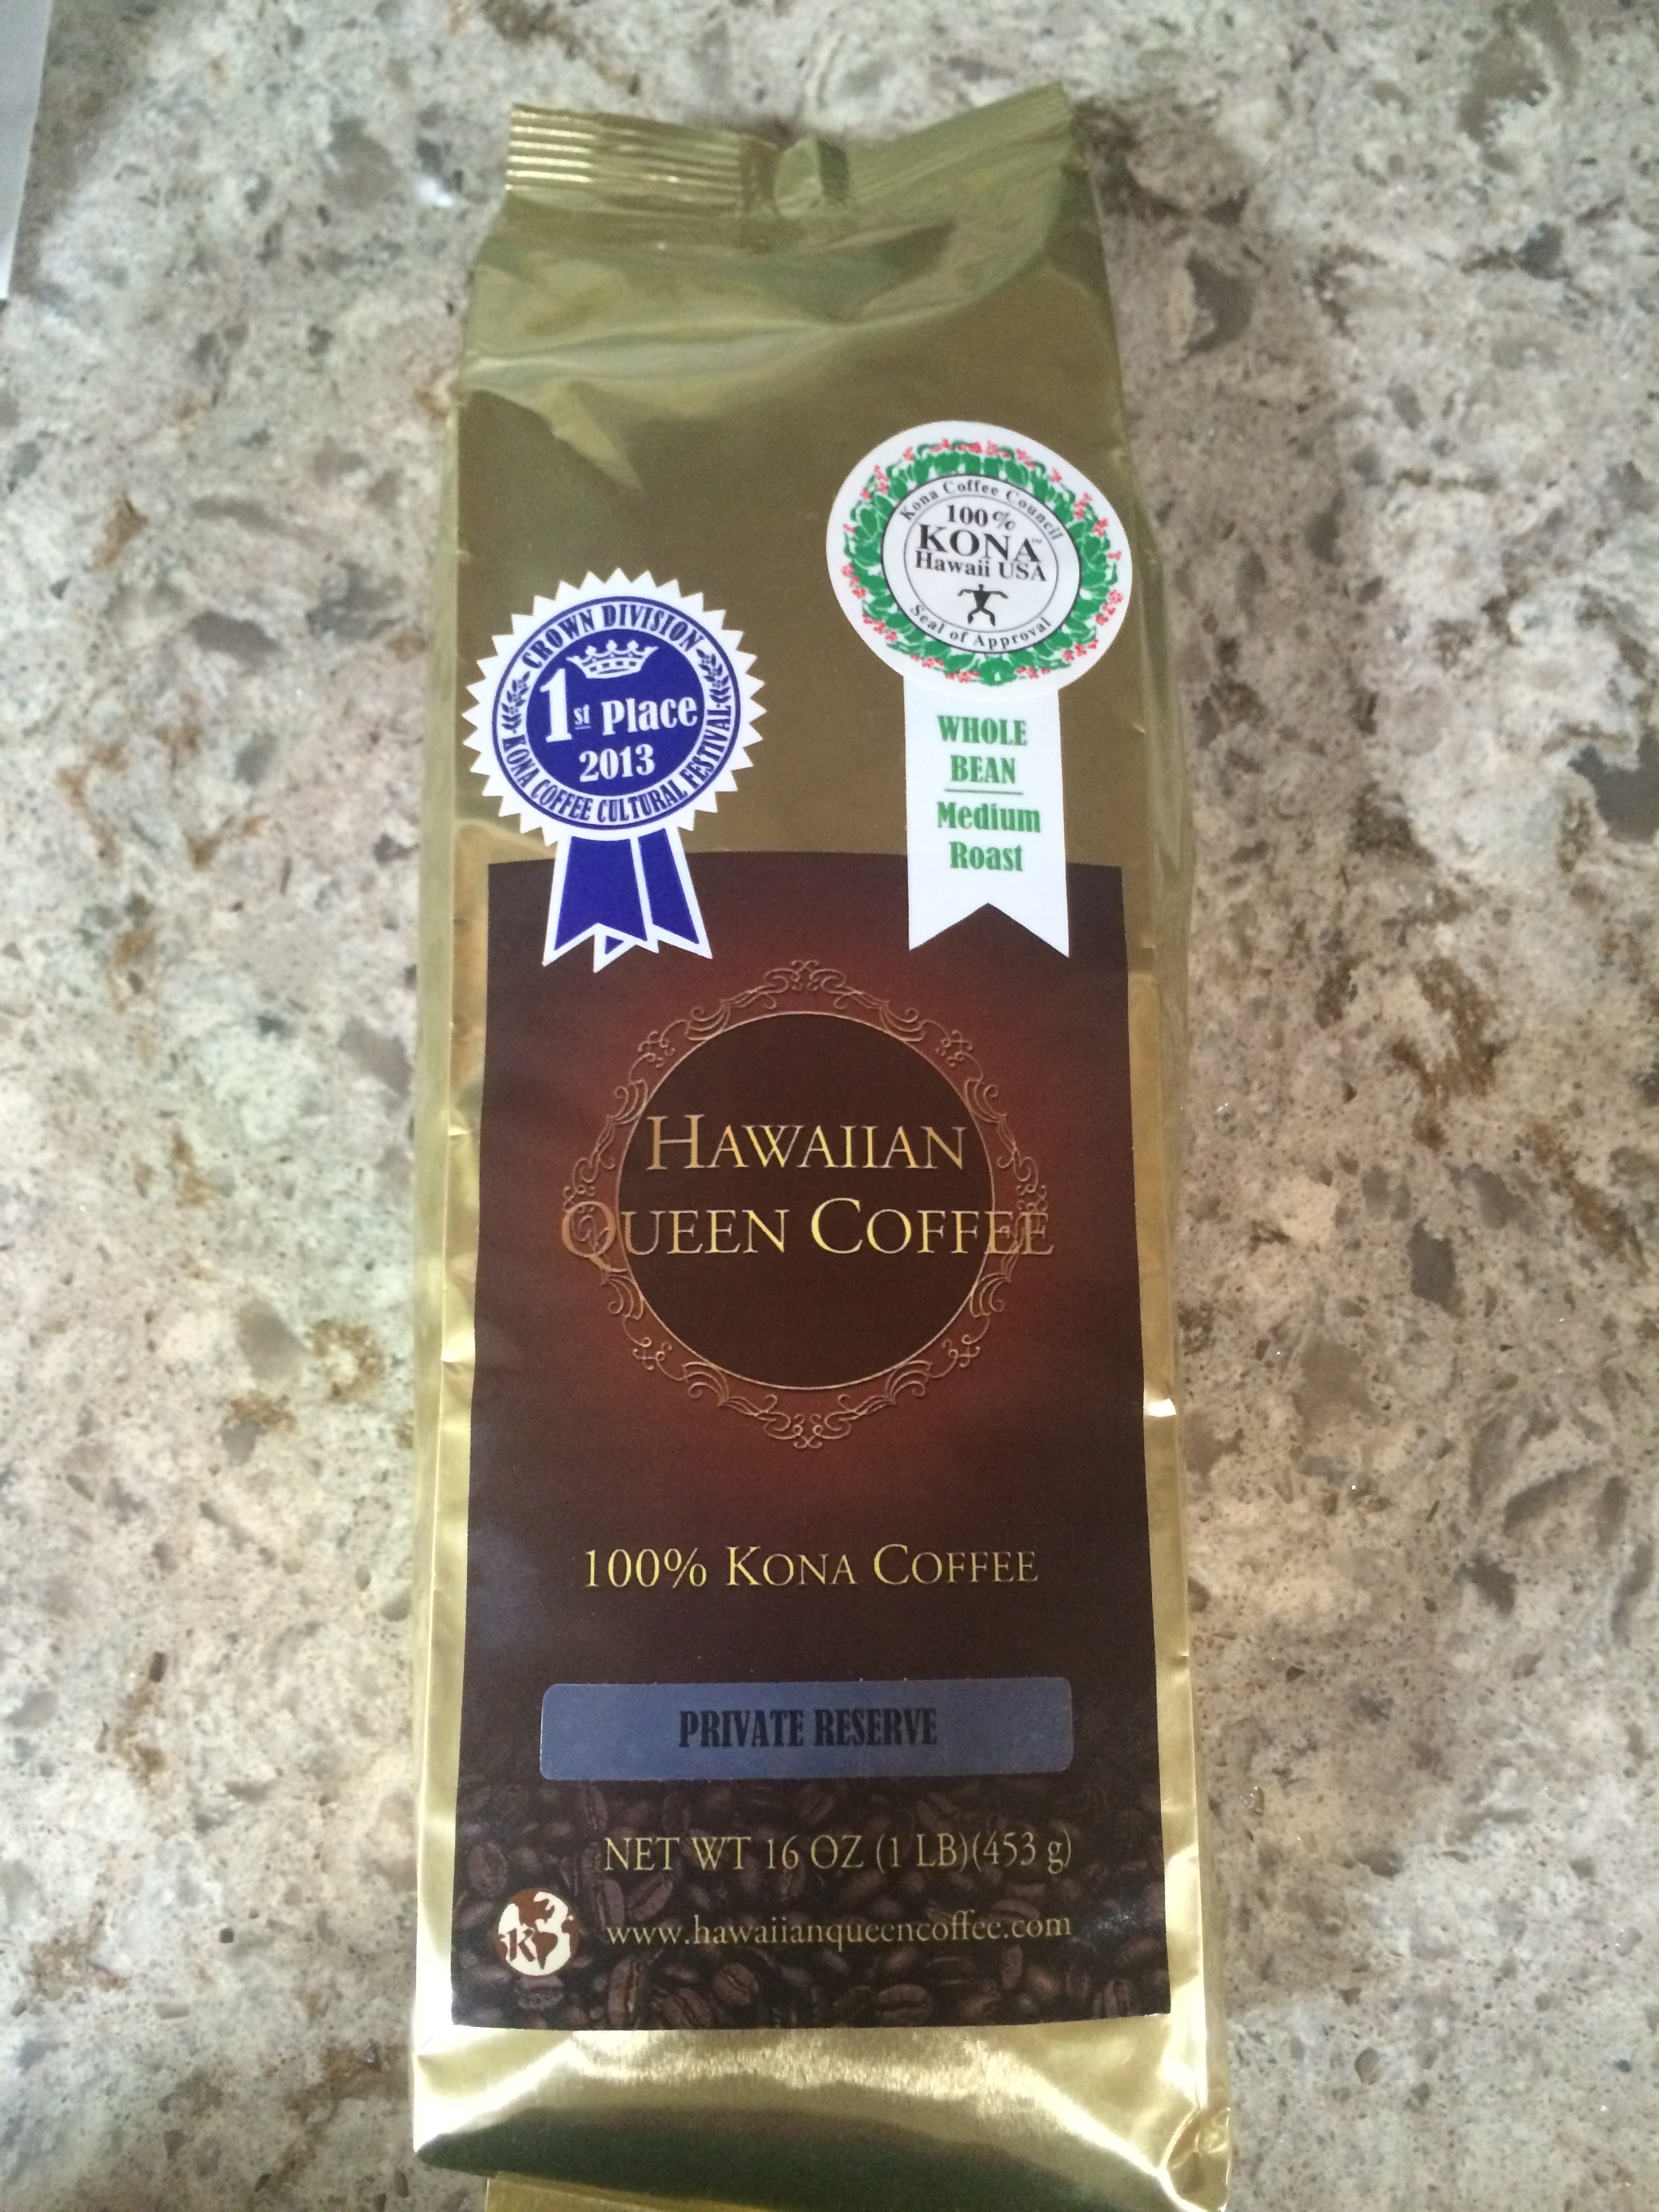 Kona Coffee Council
100%
KONA™
Hawaii USA
Seal of Approval
CROWN DIVISION
1st Place
2013
KONA COFFEE CULTURAL FESTIVAL
WHOLE
BEAN
Medium
Roast
HAWAIIAN
QUEEN COFFEE
100% KONA COFFEE
PRIVATE RESERVE
NET WT 16 OZ (1 LB)(453 g)
K
www.hawaiianqueencoffee.com